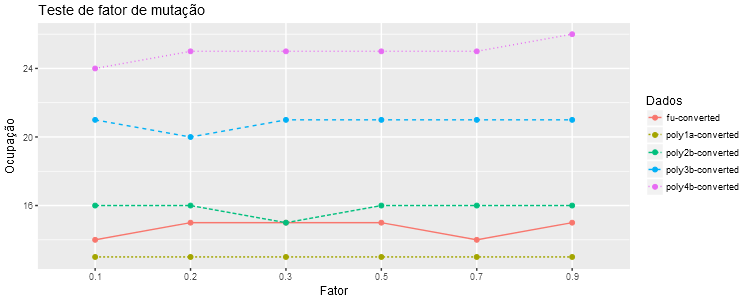 Teste de fator de mutação
Ocupação
24
20
16
0.1 0.2 0.3 0.5 0.7 0.9
Fator
Dados
fu-converted
poly1a-converted
poly2b-converted
poly3b-converted
poly4b-converted